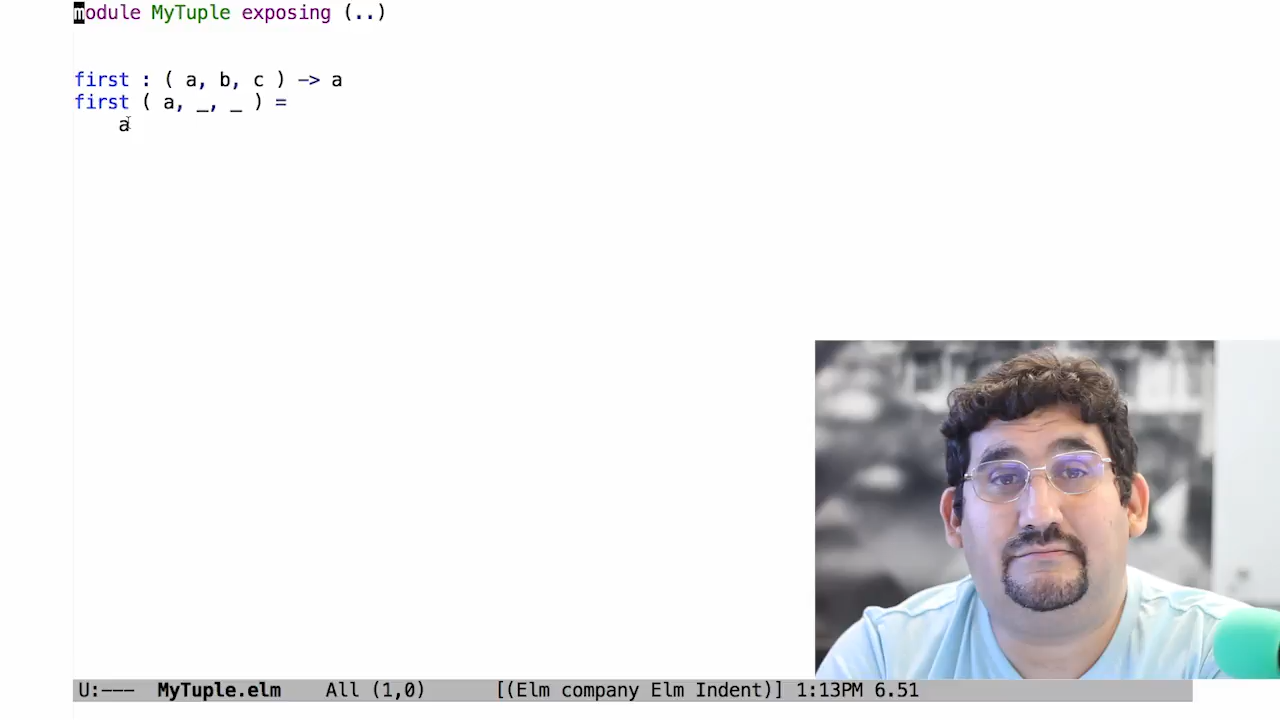 module MyTuple exposing (..)
first : ( a, b, c ) -> a
first ( a, _, _ ) =
    a
U:---  MyTuple.elm    All (1,0)      [(Elm company Elm Indent)] 1:13PM 6.51